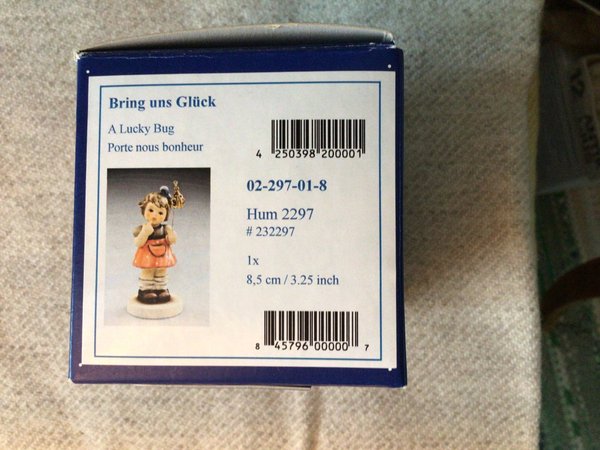 Bring uns Glück
A Lucky Bug
Porte nous bonheur
4 250398 200001
02-297-01-8
Hum 2297
# 232297
1x
8,5 cm / 3.25 inch
8 45796 00000 7